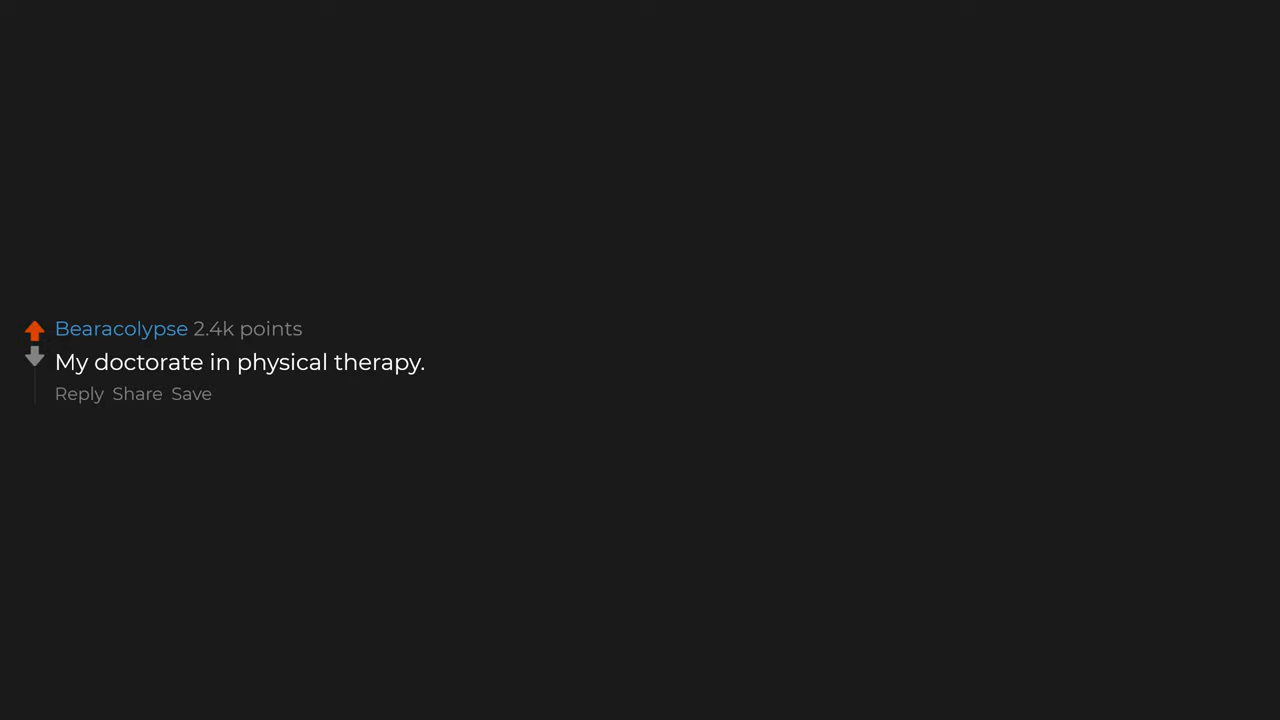 Bearacolypse 2.4k points
My doctorate in physical therapy.
Reply Share Save